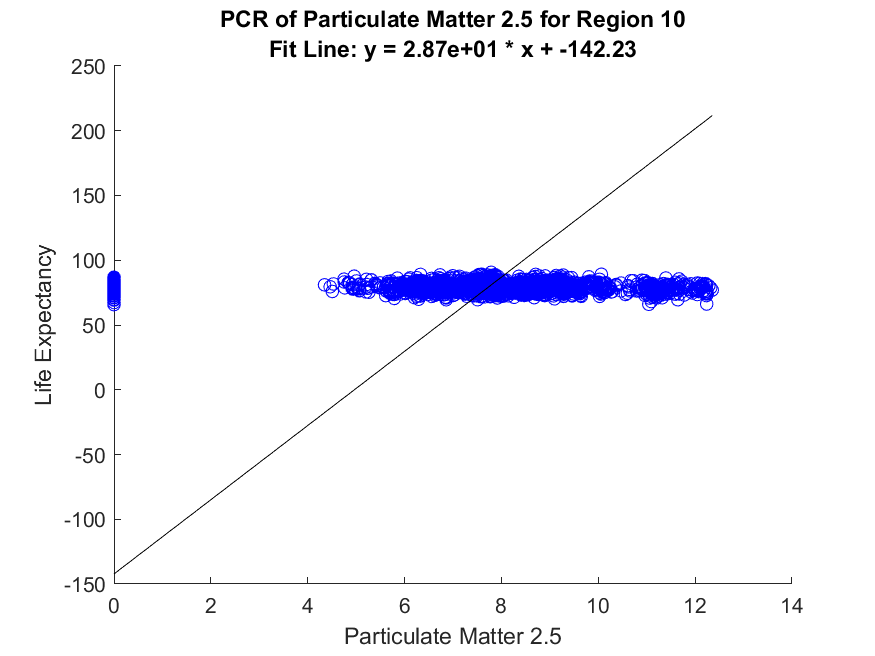 PCR of Particulate Matter 2.5 for Region 10
Fit Line: y = 2.87e+01 * x + -142.23
250
200
150
100
50
0
-50
-100
-150
Life Expectancy
0 2 4 6 8 10 12 14
Particulate Matter 2.5